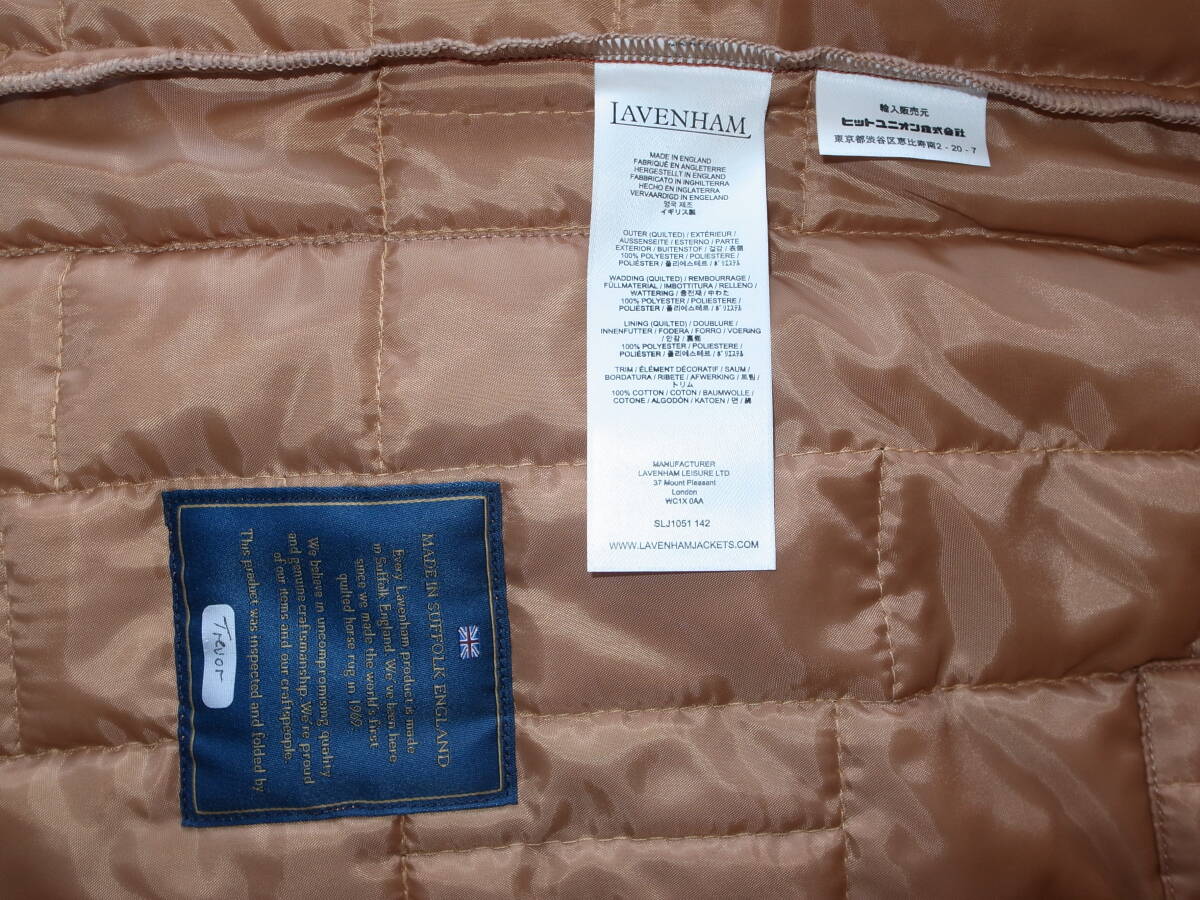 LAVENHAM
MADE IN ENGLAND
FABRIQUÉ EN ANGLETERRE
HERGESTELLT IN ENGLAND
FABBRICATO IN INGHILTERRA
HECHO EN INGLATERRA
VERVAARDIGD IN ENGELAND
영국 제조
イギリス製
OUTER (QUILTED) / EXTÉRIEUR /
AUSSENSEITE / ESTERNO / PARTE
EXTERIOR / BUITENSTOF / 겉감 / 表側
100% POLYESTER / POLIESTERE /
POLIÉSTER / 폴리에스테르 / ﾎﾟﾘｴｽﾃﾙ
WADDING (QUILTED) / REMBOURRAGE /
FÜLLMATERIAL / IMBOTTITURA / RELLENO /
WATTERING / 충전재 / 中わた
100% POLYESTER / POLIESTERE /
POLIÉSTER / 폴리에스테르 / ﾎﾟﾘｴｽﾃﾙ
LINING (QUILTED) / DOUBLURE /
INNENFUTTER / FODERA / FORRO / VOERING
/ 안감 / 裏側
100% POLYESTER / POLIESTERE /
POLIÉSTER / 폴리에스테르 / ﾎﾟﾘｴｽﾃﾙ
TRIM / ÉLÉMENT DÉCORATIF / SAUM /
BORDATURA / RIBETE / AFWERKING / 트림 /
トリム
100% COTTON / COTON / BAUMWOLLE /
COTONE / ALGODÓN / KATOEN / 면 / 綿
MANUFACTURER
LAVENHAM LEISURE LTD
37 Mount Pleasant
London
WC1X 0AA
SLJ1051 142
WWW.LAVENHAMJACKETS.COM
輸入販売元
ヒットユニオン株式会社
東京都渋谷区恵比寿南2-20-7
MADE IN SUFFOLK ENGLAND
Every Lavenham product is made
in Suffolk, England. We've been here
since we made the world's first
quilted horse rug in 1969.
We believe in uncompromising quality
and genuine craftsmanship. We're proud
of our items and our craftspeople.
This product was inspected and folded by
Trevor